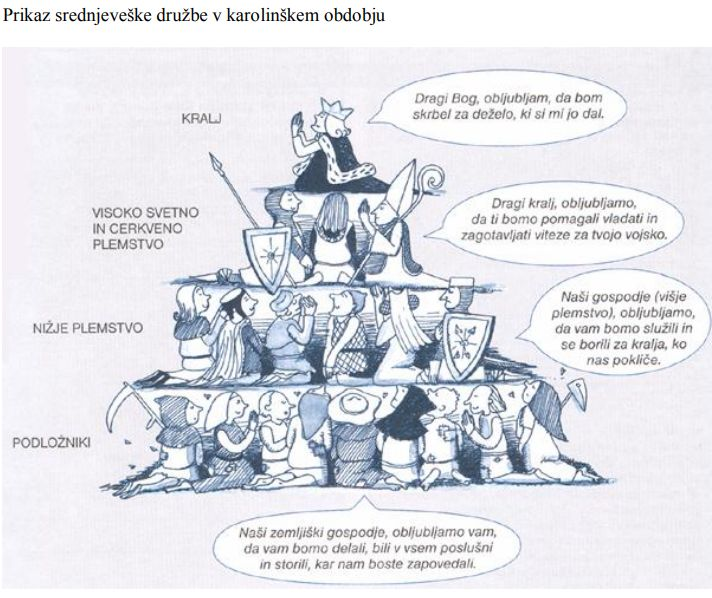 Prikaz srednjeveške družbe v karolinškem obdobju
KRALJ
Dragi Bog, obljubljam, da bom
skrbel za deželo, ki si mi jo dal.
VISOKO SVETNO
IN CERKVENO
PLEMSTVO
Dragi kralj, obljubljamo,
da ti bomo pomagali vladati in
zagotavljati viteze za tvojo vojsko.
NIŽJE PLEMSTVO
Naši gospodje (višje
plemstvo), obljubljamo,
da vam bomo služili in
se borili za kralja, ko
nas pokliče.
PODLOŽNIKI
Naši zemljiški gospodje, obljubljamo vam,
da vam bomo delali, bili v vsem poslušni
in storili, kar nam boste zapovedali.